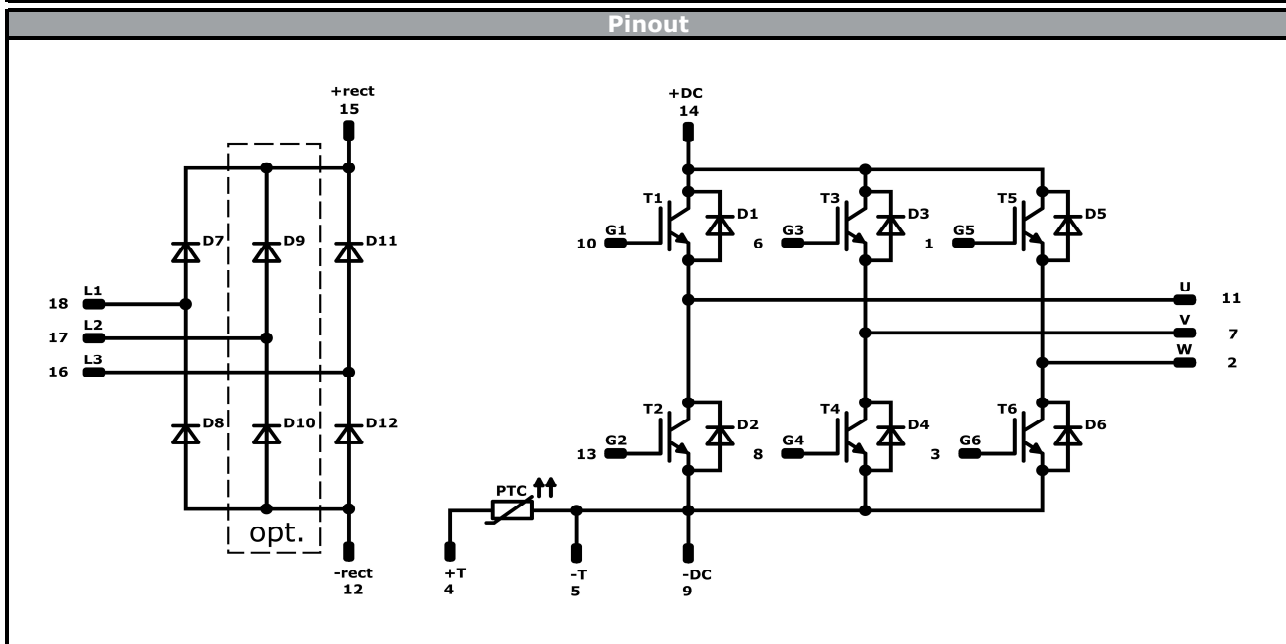 Pinout
+rect
15
+DC
14
T1
D1
T3
D3
T5
D5
G1
10
G3
6
G5
1
D7
D9
D11
L1
18
L2
17
L3
16
U
11
V
7
W
2
D8
D10
D12
T2
D2
T4
D4
T6
D6
G2
13
G4
8
G6
3
PTC
opt.
-rect
12
+T
4
-T
5
-DC
9